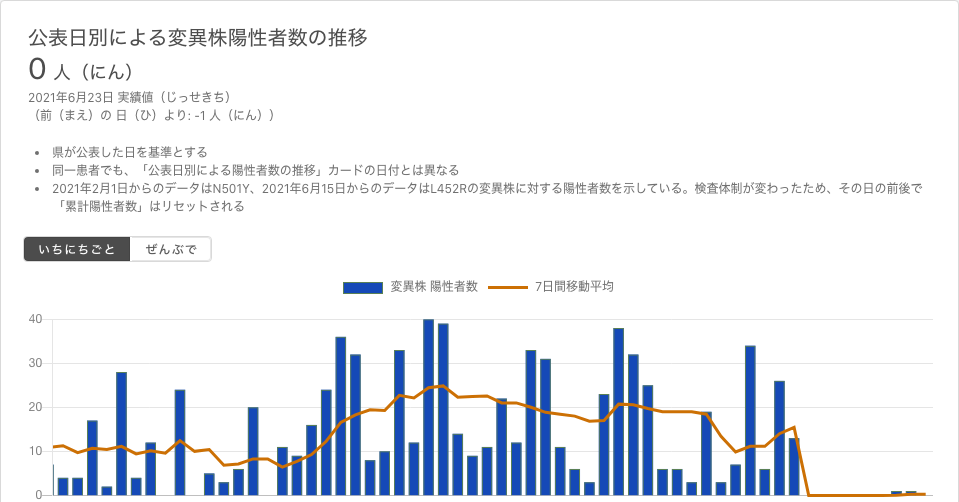 公表日別による変異株陽性者数の推移
0 人（にん）
2021年6月23日 実績値（じっせきち）
（前（まえ）の 日（ひ）より: -1 人（にん））
• 県が公表した日を基準とする
• 同一患者でも、「公表日別による陽性者数の推移」カードの日付とは異なる
• 2021年2月1日からのデータはN501Y、2021年6月15日からのデータはL452Rの変異株に対する陽性者数を示している。検査体制が変わったため、その日の前後で
「累計陽性者数」はリセットされる
いちにちごと ぜんぶで
変異株 陽性者数 7日間移動平均
40
30
20
10
0